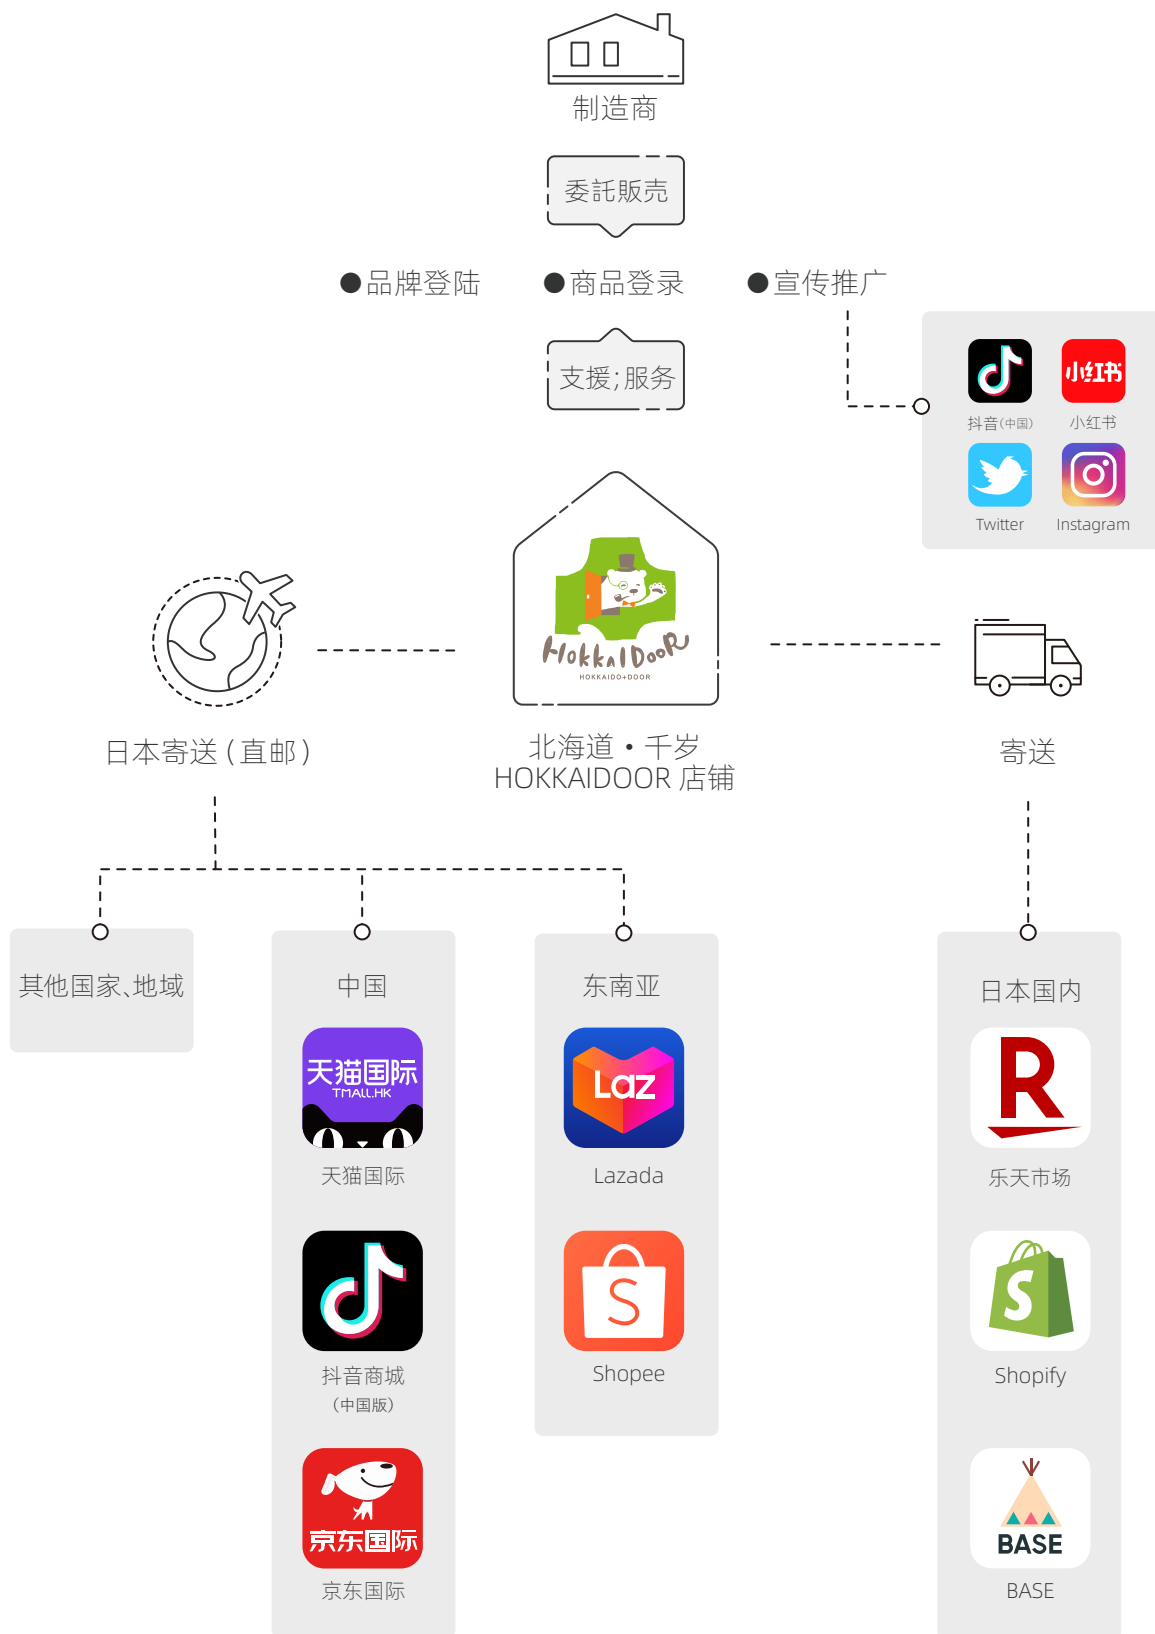 制造商
委託販売
●品牌登陆
●商品登录
●宣传推广
支援;服务
小红书
抖音(中国)
小红书
Twitter
Instagram
HOKKAIDOOR
HOKKAIDO+DOOR
日本寄送(直邮)
北海道・千岁
HOKKAIDOOR 店铺
寄送
其他国家、地域
中国
天猫国际
TMALL.HK
天猫国际
抖音商城
(中国版)
京东国际
京东国际
东南亚
Laz
Lazada
S
Shopee
日本国内
R
乐天市场
S
Shopify
BASE
BASE